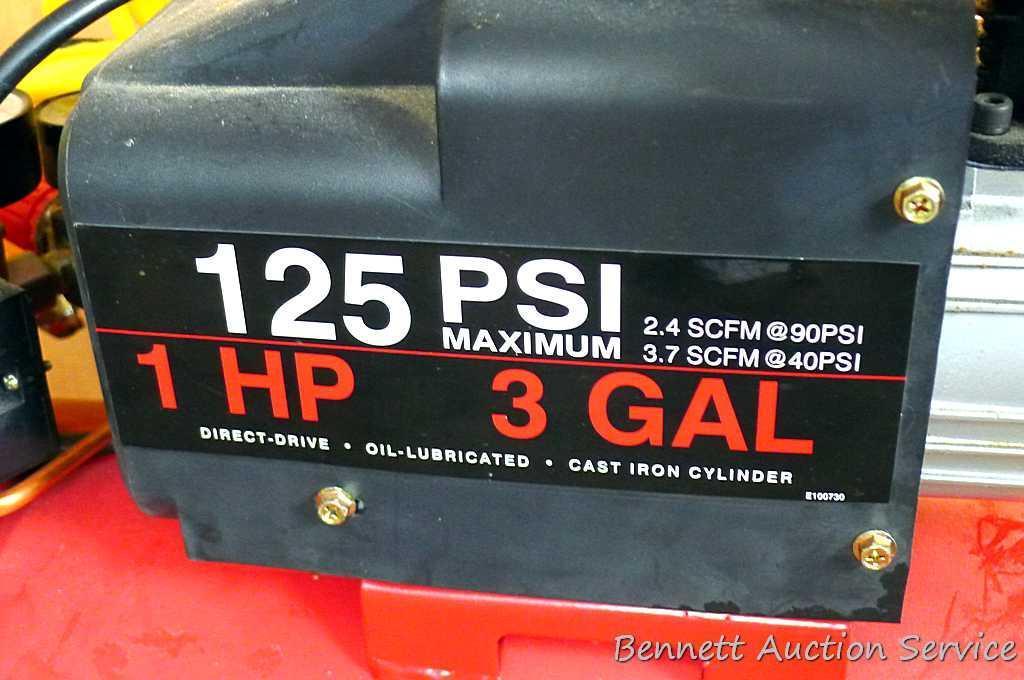 125 PSI
MAXIMUM
2.4 SCFM @90PSI
3.7 SCFM @40PSI
1 HP 3 GAL
DIRECT-DRIVE • OIL-LUBRICATED • CAST IRON CYLINDER
E100730
Bennett Auction Service